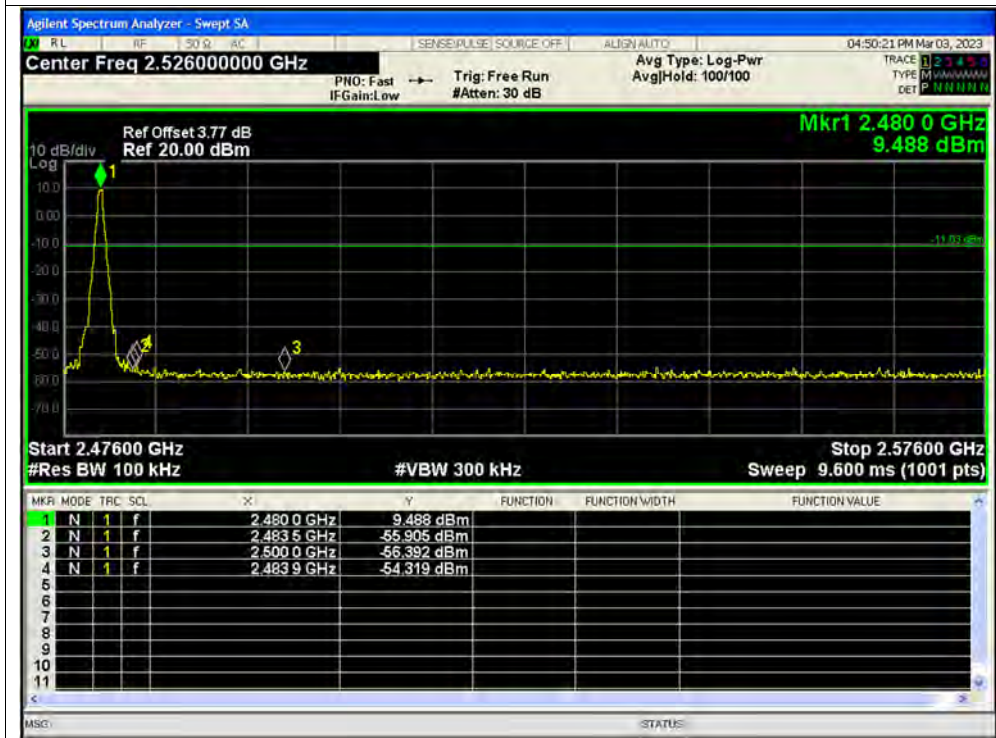 Agilent Spectrum Analyzer - Swept SA
RL RF 50 Ω AC SENSE:PULSE SOURCE OFF ALIGN AUTO 04:50:21 PM Mar 03, 2023
Center Freq 2.526000000 GHz
PNO: Fast
IFGain:Low
Trig: Free Run
#Atten: 30 dB
Avg Type: Log-Pwr
Avg|Hold: 100/100
TRACE 1 2 3 4 5 6
TYPE M WWWWW
DET P N N N N N
Mkr1 2.480 0 GHz
9.488 dBm
Ref Offset 3.77 dB
10 dB/div Ref 20.00 dBm
Log
1
10.0
0.00
-10.0
-11.03 dBm
-20.0
-30.0
-40.0
2 4
3
-50.0
-60.0
-70.0
Start 2.47600 GHz Stop 2.57600 GHz
#Res BW 100 kHz #VBW 300 kHz Sweep 9.600 ms (1001 pts)
MKR MODE TRC SCL X Y FUNCTION FUNCTION WIDTH FUNCTION VALUE
1 N 1 f 2.480 0 GHz 9.488 dBm
2 N 1 f 2.483 5 GHz -55.905 dBm
3 N 1 f 2.500 0 GHz -56.392 dBm
4 N 1 f 2.483 9 GHz -54.319 dBm
5
6
7
8
9
10
11
MSG STATUS